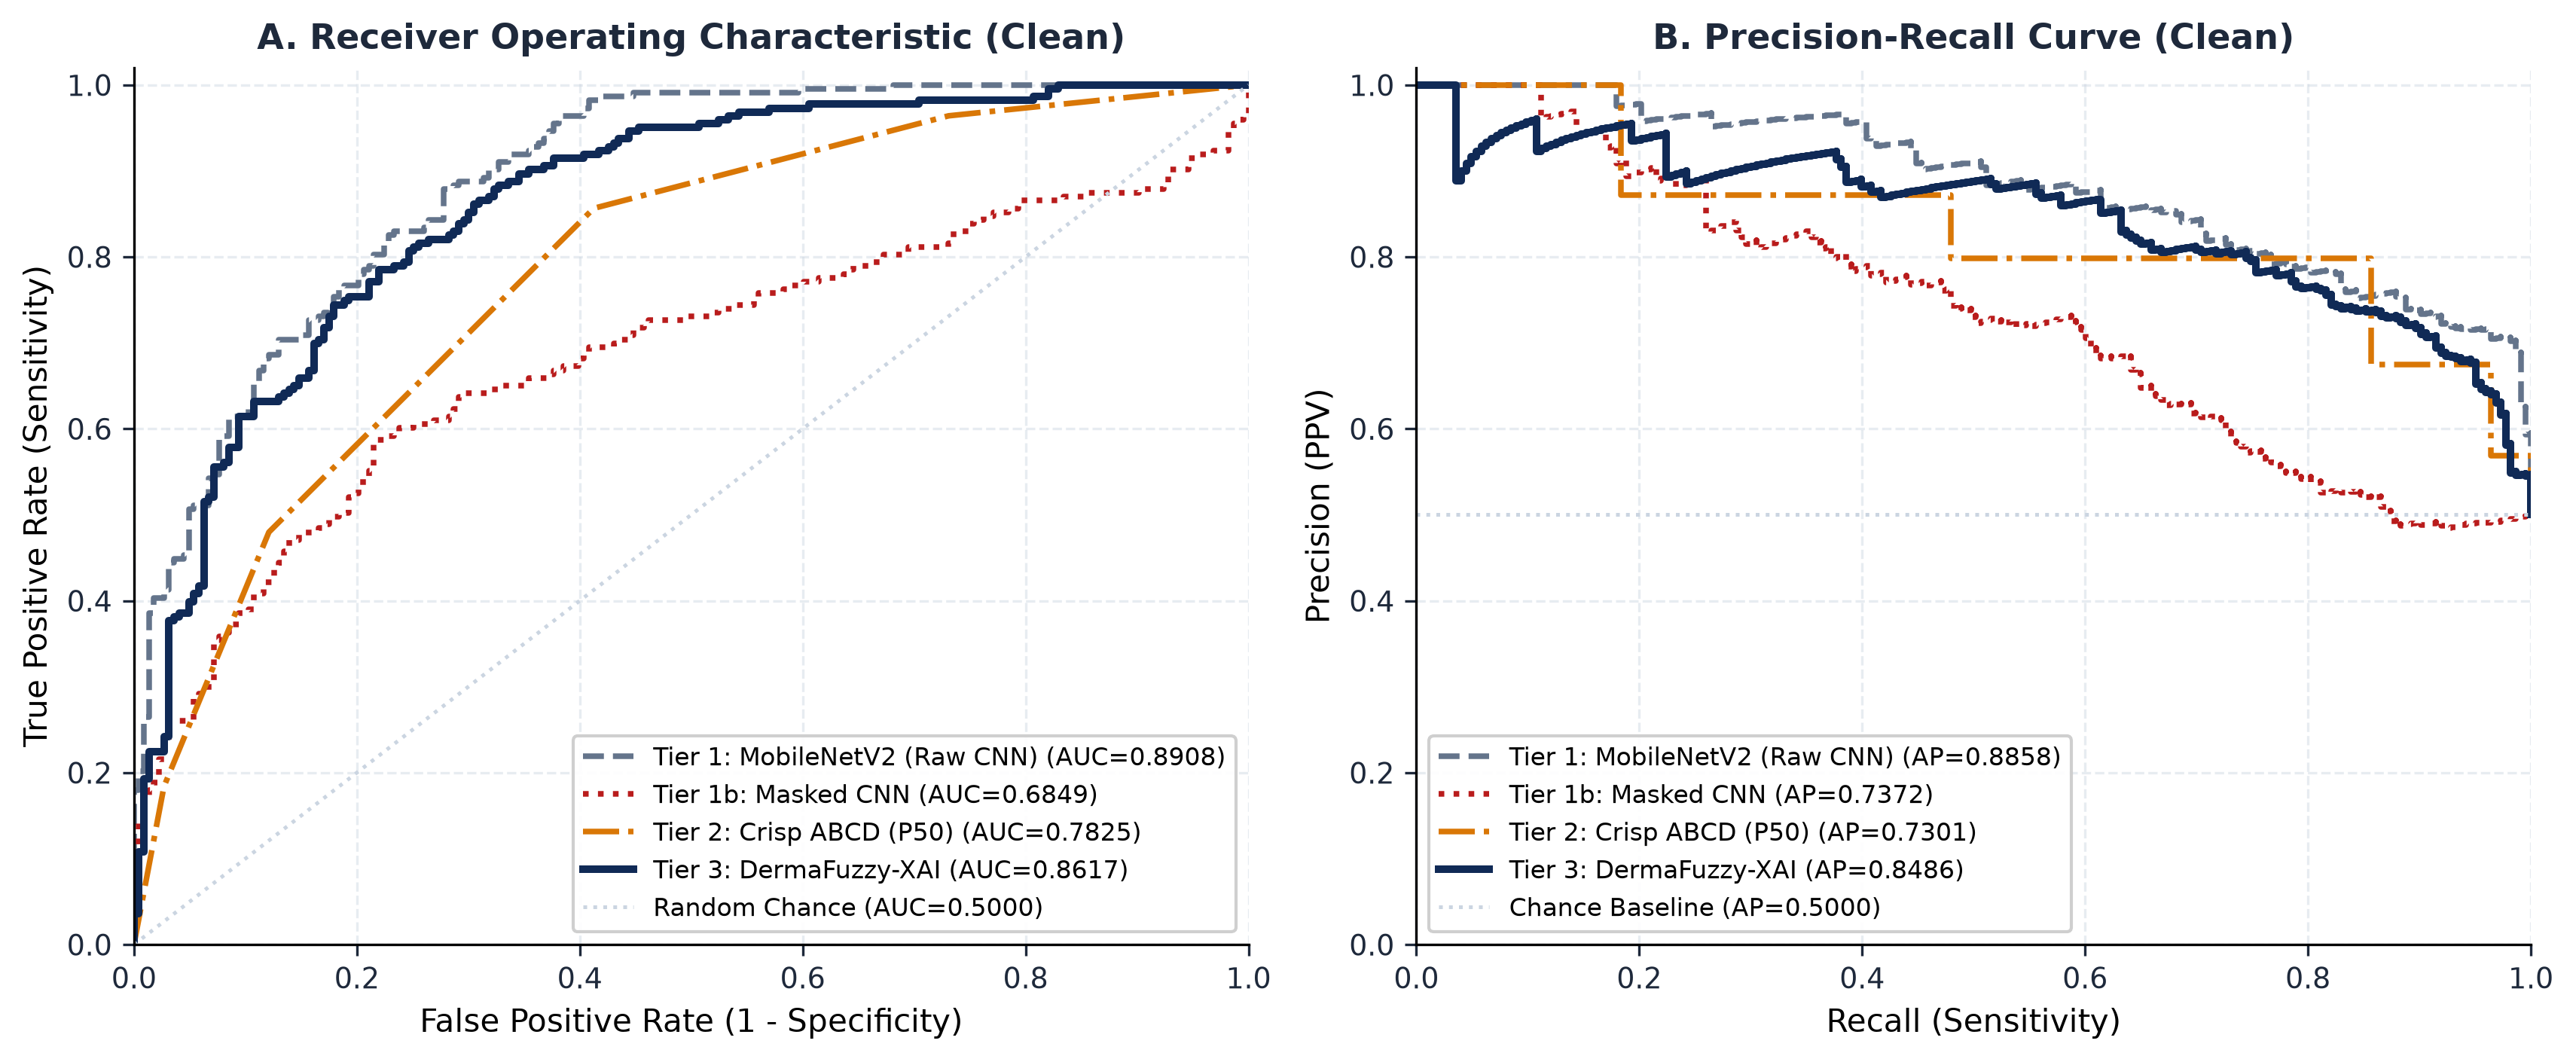 A. Receiver Operating Characteristic (Clean)
True Positive Rate (Sensitivity)
1.0
0.8
0.6
0.4
0.2
0.0
Tier 1: MobileNetV2 (Raw CNN) (AUC=0.8908)
Tier 1b: Masked CNN (AUC=0.6849)
Tier 2: Crisp ABCD (P50) (AUC=0.7825)
Tier 3: DermaFuzzy-XAI (AUC=0.8617)
Random Chance (AUC=0.5000)
0.0 0.2 0.4 0.6 0.8 1.0
False Positive Rate (1 - Specificity)
B. Precision-Recall Curve (Clean)
Precision (PPV)
1.0
0.8
0.6
0.4
0.2
0.0
Tier 1: MobileNetV2 (Raw CNN) (AP=0.8858)
Tier 1b: Masked CNN (AP=0.7372)
Tier 2: Crisp ABCD (P50) (AP=0.7301)
Tier 3: DermaFuzzy-XAI (AP=0.8486)
Chance Baseline (AP=0.5000)
0.0 0.2 0.4 0.6 0.8 1.0
Recall (Sensitivity)